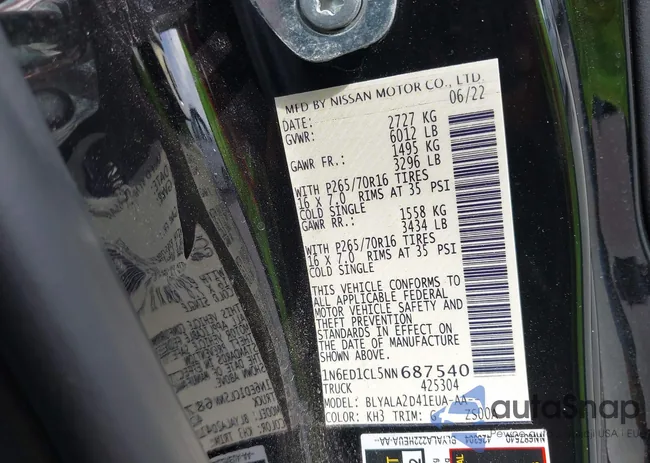 MFD BY NISSAN MOTOR CO., LTD.
DATE: 06/22
GVWR: 2727 KG
6012 LB
GAWR FR.: 1495 KG
3296 LB
WITH P265/70R16 TIRES
16 X 7.0 RIMS AT 35 PSI
COLD SINGLE
GAWR RR.: 1558 KG
3434 LB
WITH P265/70R16 TIRES
16 X 7.0 RIMS AT 35 PSI
COLD SINGLE
THIS VEHICLE CONFORMS TO
ALL APPLICABLE FEDERAL
MOTOR VEHICLE SAFETY AND
THEFT PREVENTION
STANDARDS IN EFFECT ON
THE DATE OF MANUFACTURE
SHOWN ABOVE.
1N6ED1CL5NN687540
TRUCK 425304
MODEL: BLYALA2D41EUA-AA
COLOR: KH3 TRIM: G
autoSnap